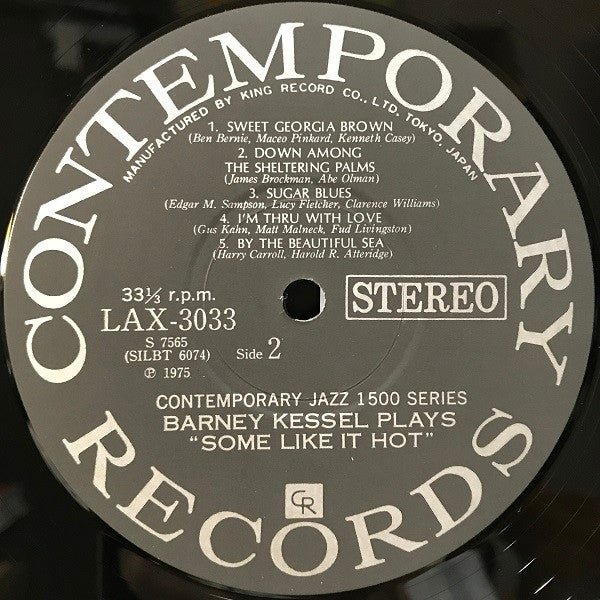 CONTEMPORARY
MANUFACTURED BY KING RECORD CO., LTD. TOKYO, JAPAN
1. SWEET GEORGIA BROWN
(Ben Bernie, Maceo Pinkard, Kenneth Casey)
2. DOWN AMONG
THE SHELTERING PALMS
(James Brockman, Abe Olman)
3. SUGAR BLUES
(Edgar M. Sampson, Lucy Fletcher, Clarence Williams)
4. I'M THRU WITH LOVE
(Gus Kahn, Matt Malneck, Fud Livingston)
5. BY THE BEAUTIFUL SEA
(Harry Carroll, Harold R. Atteridge)
33⅓ r.p.m.
STEREO
LAX-3033
S 7565
(SILBT 6074)
Side 2
℗ 1975
CONTEMPORARY JAZZ 1500 SERIES
BARNEY KESSEL PLAYS
"SOME LIKE IT HOT"
CR
RECORDS